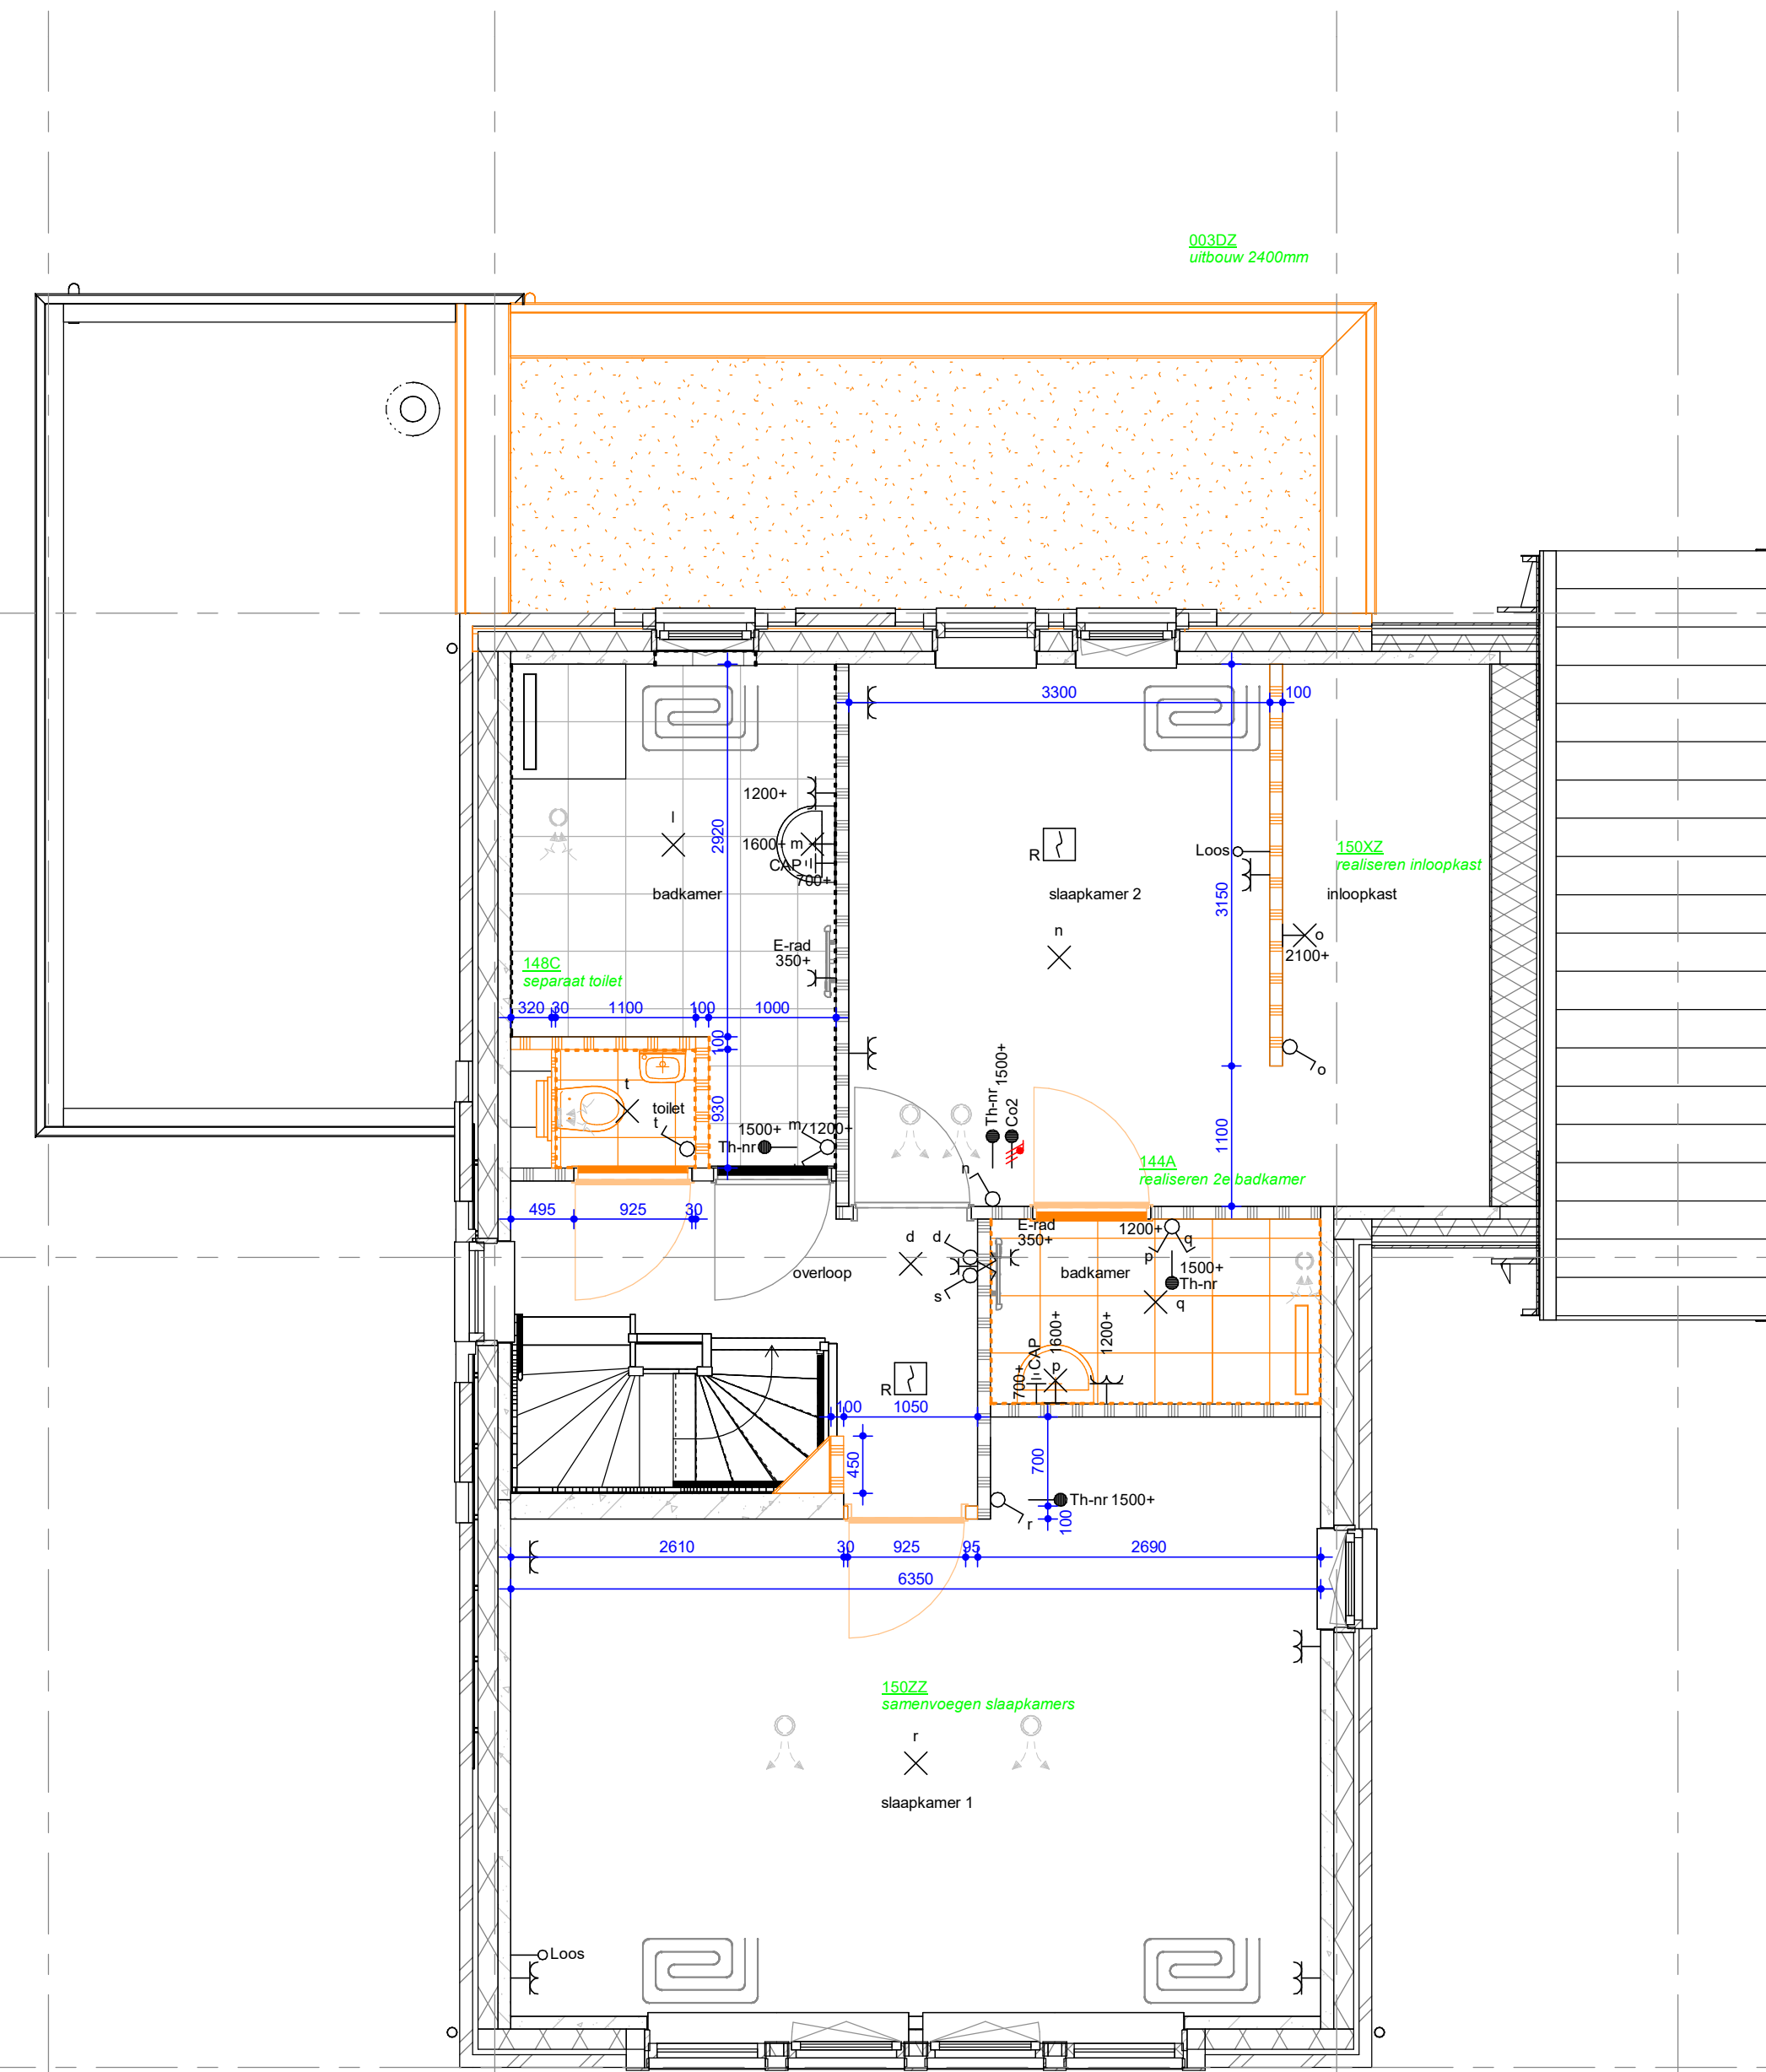 003DZ
uitbouw 2400mm
3300
100
1200+
l
2920
1600+ m
CAP
700+
badkamer
R
slaapkamer 2
n
Loos
3150
150XZ
realiseren inloopkast
inloopkast
o
2100+
E-rad
350+
148C
separaat toilet
320 30 1100 100 1000
100
930
t
toilet
t
1500+
Th-nr
m
1200+
Th-nr 1500+
Co2
o
1100
n
144A
realiseren 2e badkamer
495 925 30
d
d
s
overloop
E-rad
350+
badkamer
1200+
p
q
1500+
Th-nr
q
R
700+
CAP
1600+
p
1200+
100 1050
450
700
Th-nr 1500+
r
100
2610 30 925 95 2690
6350
150ZZ
samenvoegen slaapkamers
r
slaapkamer 1
Loos